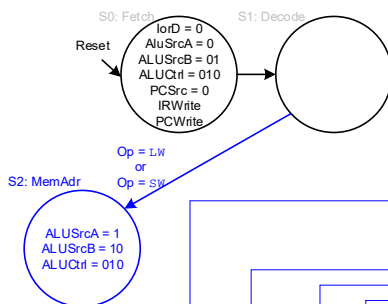 S0: Fetch
S1: Decode
Reset
IorD = 0
AluSrcA = 0
ALUSrcB = 01
ALUCtrl = 010
PCSrc = 0
IRWrite
PCWrite
Op = LW
or
Op = SW
S2: MemAdr
ALUSrcA = 1
ALUSrcB = 10
ALUCtrl = 010